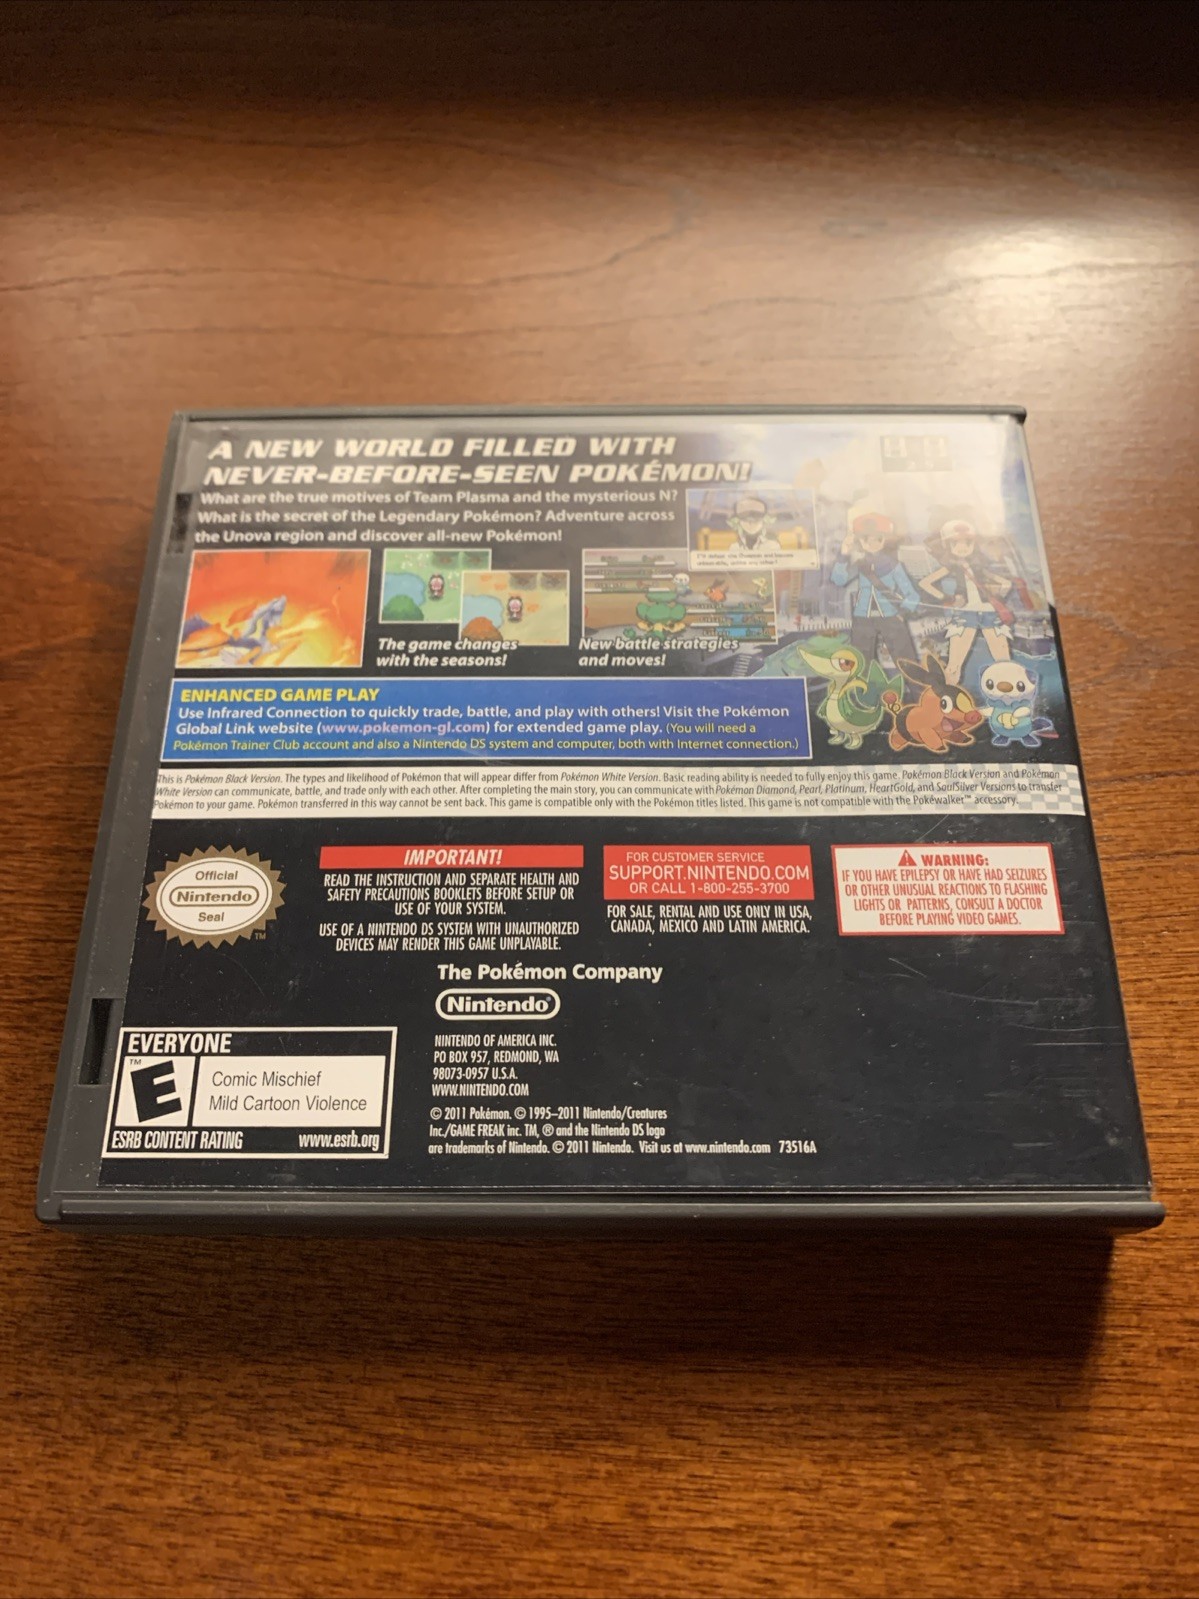 A NEW WORLD FILLED WITH
NEVER-BEFORE-SEEN POKÉMON!
What are the true motives of Team Plasma and the mysterious N?
What is the secret of the Legendary Pokémon? Adventure across
the Unova region and discover all-new Pokémon!
The game changes
with the seasons!
New battle strategies
and moves!
ENHANCED GAME PLAY
Use Infrared Connection to quickly trade, battle, and play with others! Visit the Pokémon
Global Link website (www.pokemon-gl.com) for extended game play. (You will need a
Pokémon Trainer Club account and also a Nintendo DS system and computer, both with Internet connection.)
This is Pokémon Black Version. The types and likelihood of Pokémon that will appear differ from Pokémon White Version. Basic reading ability is needed to fully enjoy this game. Pokémon Black Version and Pokémon
White Version can communicate, battle, and trade only with each other. After completing the main story, you can communicate with Pokémon Diamond, Pearl, Platinum, HeartGold, and SoulSilver Versions to transfer
Pokémon to your game. Pokémon transferred in this way cannot be sent back. This game is compatible only with the Pokémon titles listed. This game is not compatible with the Pokéwalker™ accessory.
Official
Nintendo
Seal
TM
IMPORTANT!
READ THE INSTRUCTION AND SEPARATE HEALTH AND
SAFETY PRECAUTIONS BOOKLETS BEFORE SETUP OR
USE OF YOUR SYSTEM.
USE OF A NINTENDO DS SYSTEM WITH UNAUTHORIZED
DEVICES MAY RENDER THIS GAME UNPLAYABLE.
FOR CUSTOMER SERVICE
SUPPORT.NINTENDO.COM
OR CALL 1-800-255-3700
FOR SALE, RENTAL AND USE ONLY IN USA,
CANADA, MEXICO AND LATIN AMERICA.
WARNING:
IF YOU HAVE EPILEPSY OR HAVE HAD SEIZURES
OR OTHER UNUSUAL REACTIONS TO FLASHING
LIGHTS OR PATTERNS, CONSULT A DOCTOR
BEFORE PLAYING VIDEO GAMES.
The Pokémon Company
Nintendo®
NINTENDO OF AMERICA INC.
PO BOX 957, REDMOND, WA
98073-0957 U.S.A.
WWW.NINTENDO.COM
© 2011 Pokémon. © 1995–2011 Nintendo/Creatures
Inc./GAME FREAK inc. TM, ® and the Nintendo DS logo
are trademarks of Nintendo. © 2011 Nintendo. Visit us at www.nintendo.com 73516A
EVERYONE
TM
E
Comic Mischief
Mild Cartoon Violence
ESRB CONTENT RATING www.esrb.org